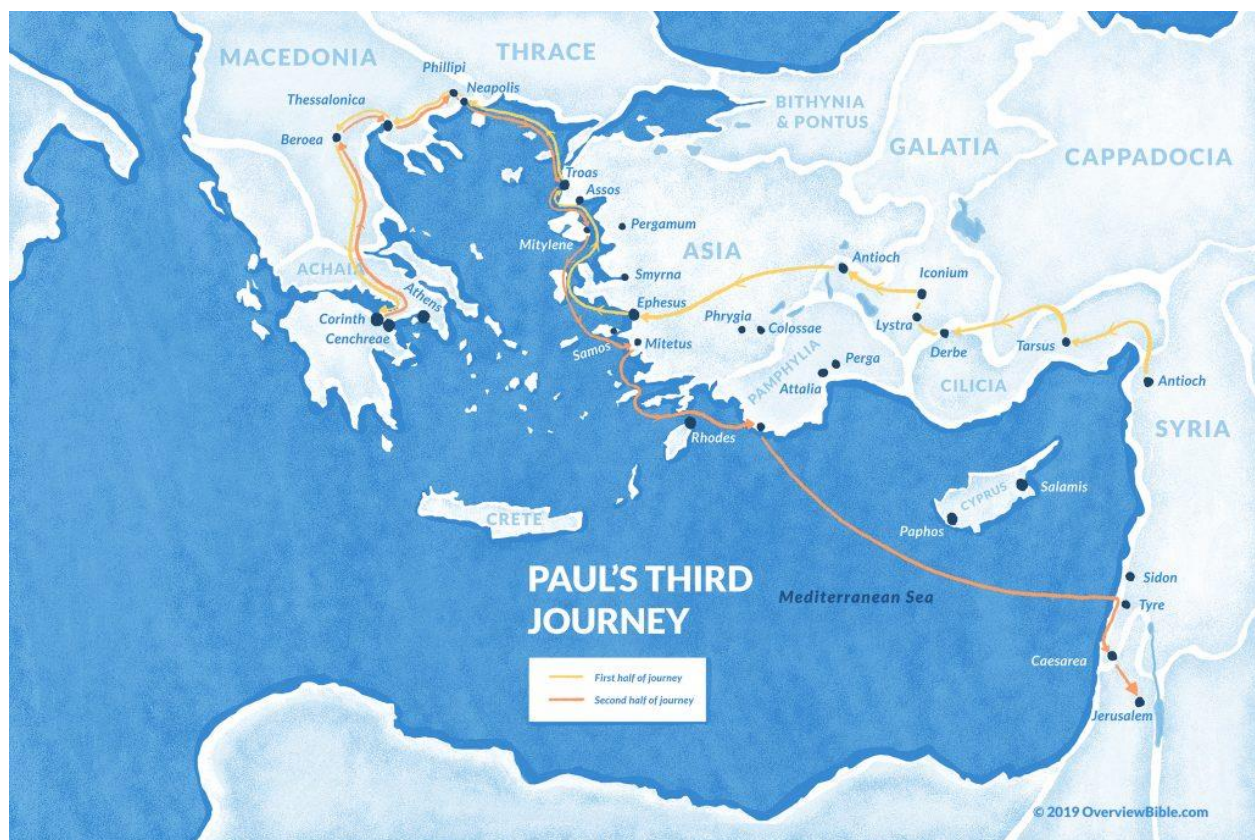 MACEDONIA
THRACE
Phillipi
Neapolis
Thessalonica
Beroea
BITHYNIA
& PONTUS
GALATIA
CAPPADOCIA
Troas
Assos
Mitylene
Pergamum
ASIA
Antioch
Iconium
Smyrna
ACHAIA
Athens
Corinth
Cenchreae
Ephesus
Phrygia
Colossae
Lystra
Derbe
Tarsus
Samos
Mitetus
PAMPHYLIA
Perga
Attalia
CILICIA
Antioch
SYRIA
Rhodes
CYPRUS
Salamis
Paphos
CRETE
PAUL'S THIRD
JOURNEY
Mediterranean Sea
Sidon
Tyre
Caesarea
Jerusalem
First half of journey
Second half of journey
© 2019 OverviewBible.com